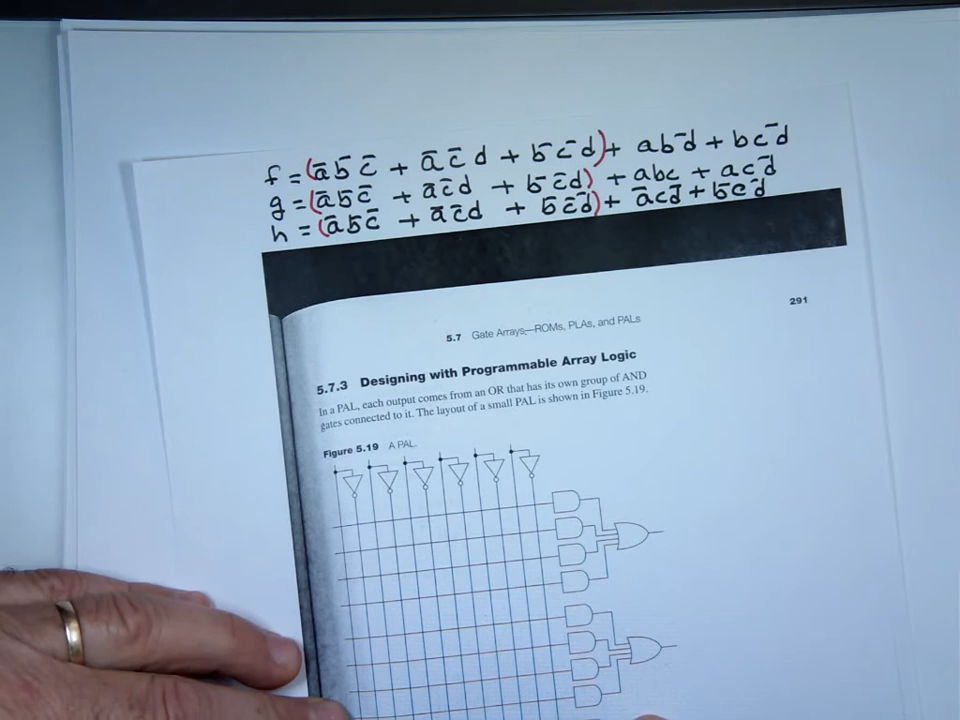 f = (a̅ b̅ c̅ + a̅ c̅ d + b̅ c̅ d̅) + a b d̅ + b c d̅
g = (a̅ b̅ c̅ + a̅ c̅ d + b̅ c̅ d̅) + a b c + a c d̅
h = (a̅ b̅ c̅ + a̅ c̅ d + b̅ c̅ d̅) + a̅ c d̅ + b̅ c d̅
291
5.7 Gate Arrays—ROMs, PLAs, and PALs
5.7.3 Designing with Programmable Array Logic
In a PAL, each output comes from an OR that has its own group of AND
gates connected to it. The layout of a small PAL is shown in Figure 5.19.
Figure 5.19 A PAL.